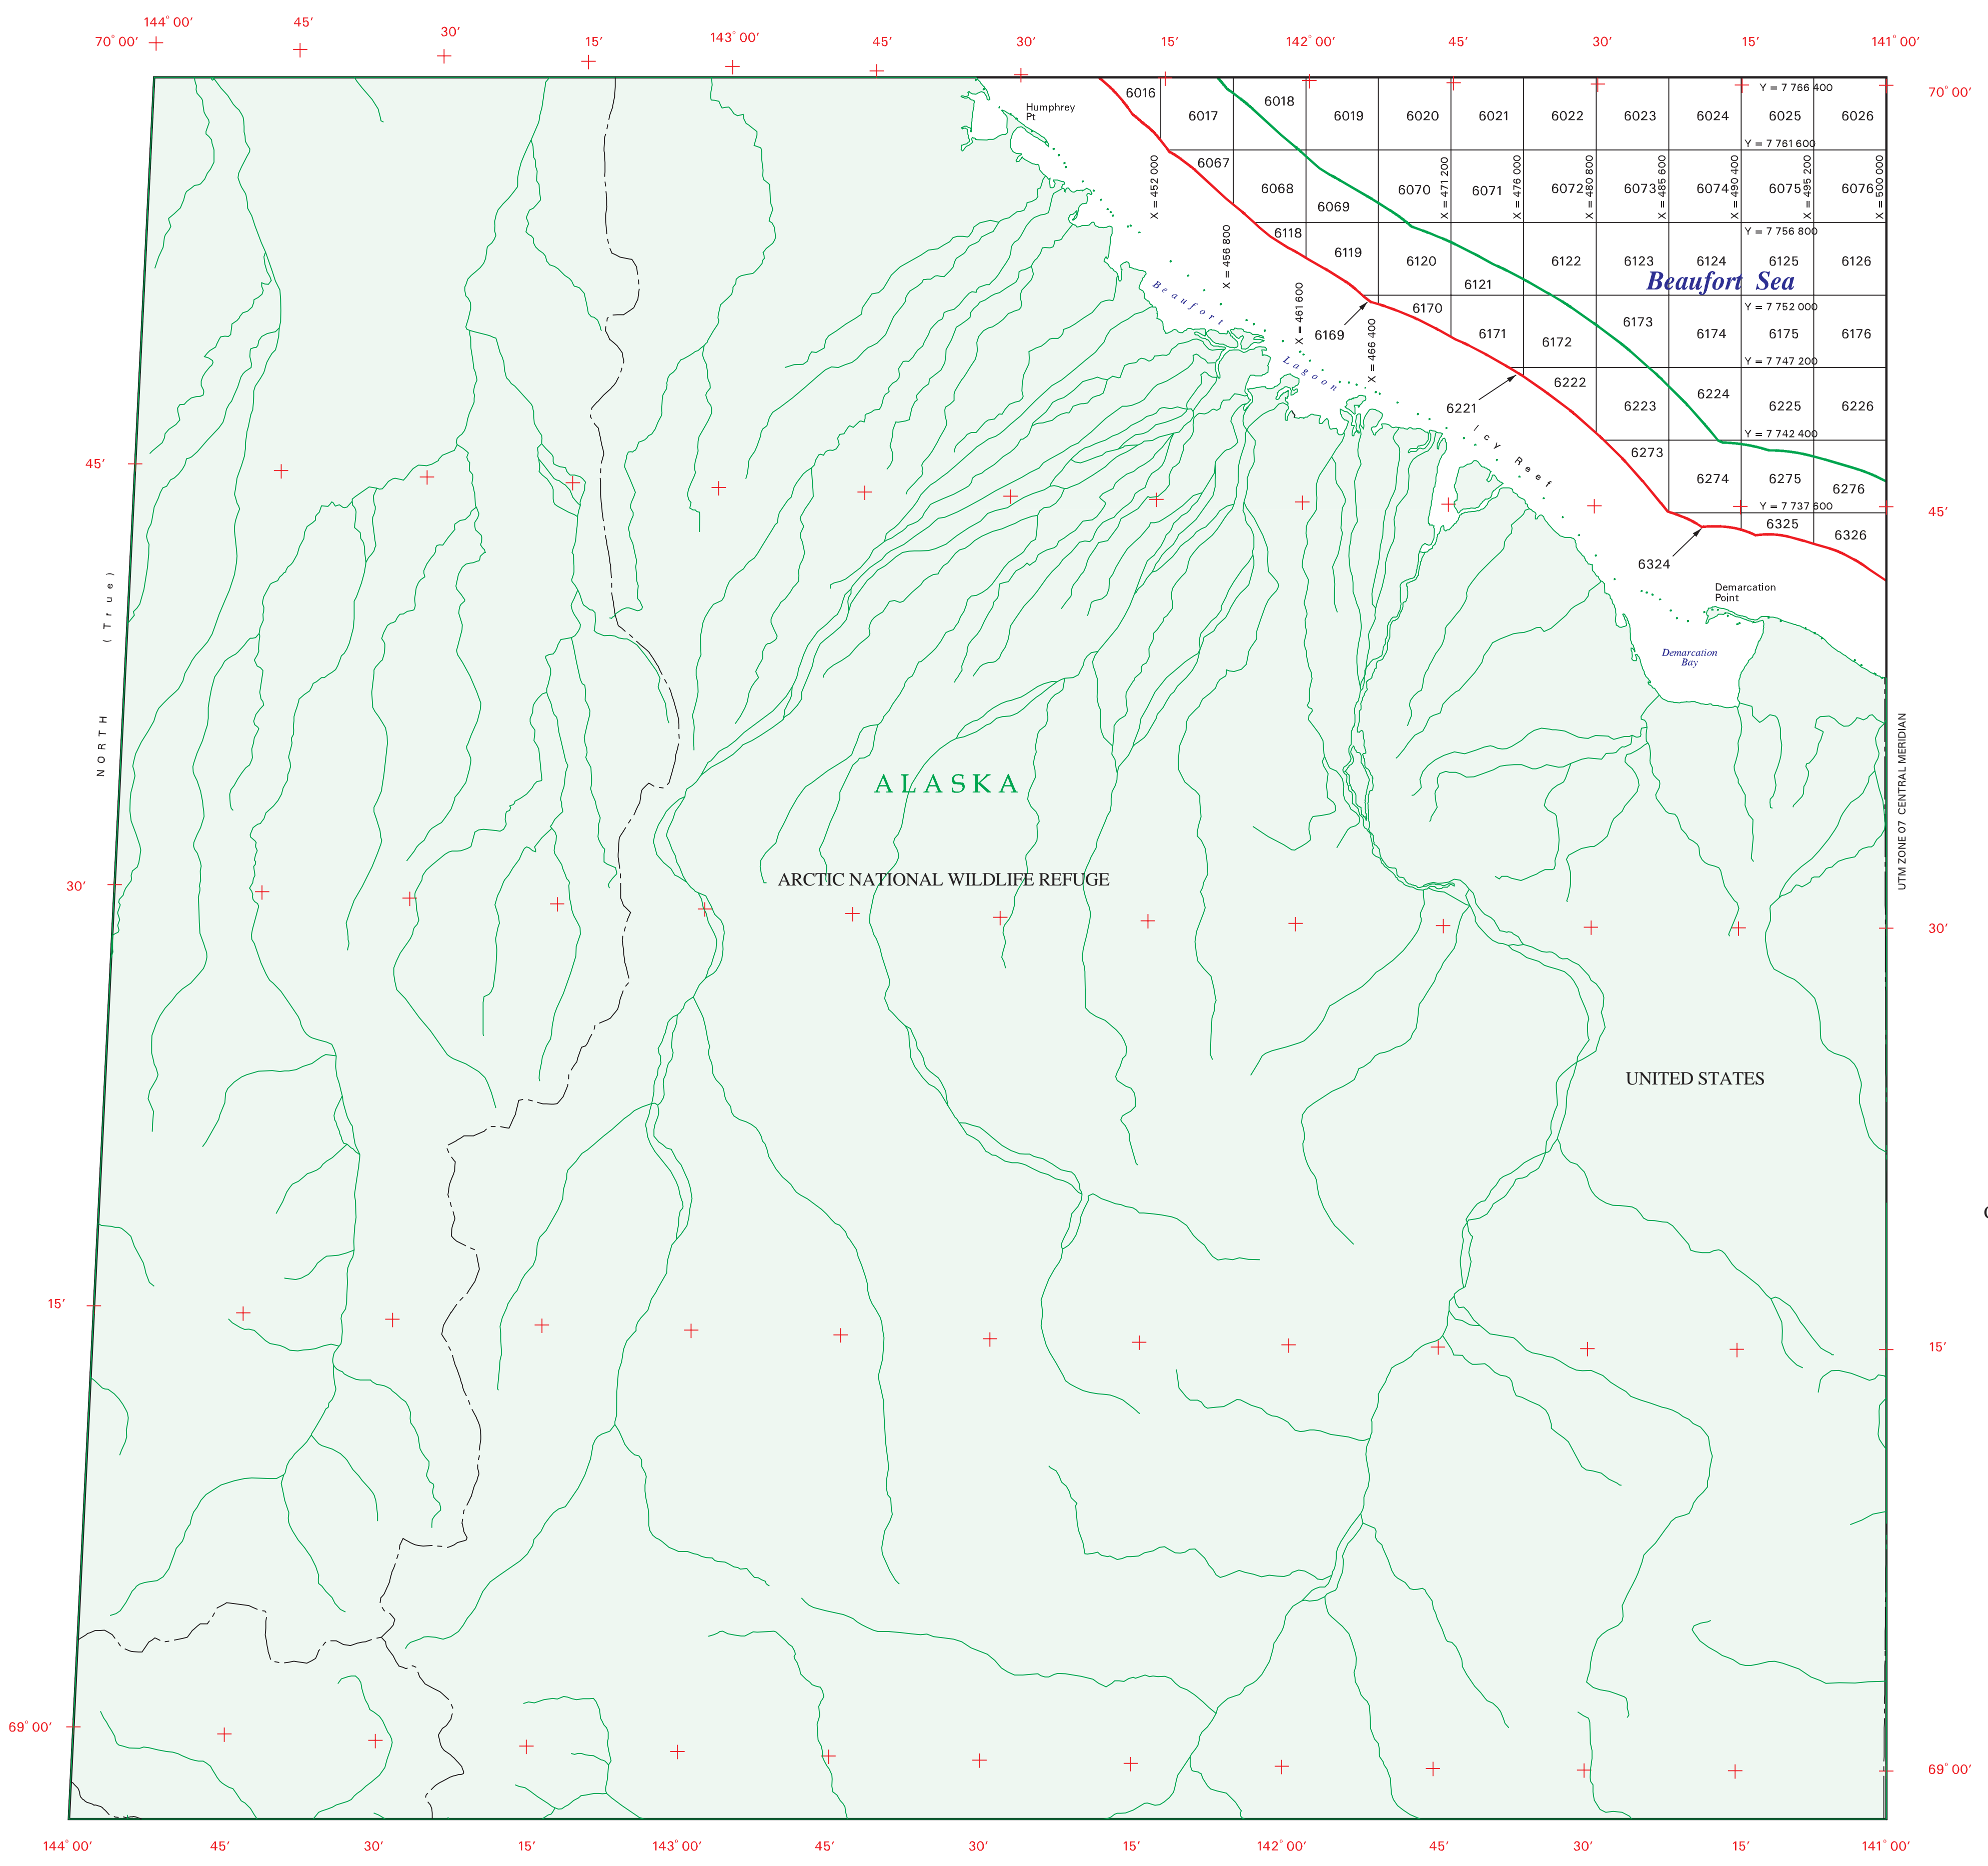 144° 00′
45′
30′
15′
143° 00′
45′
30′
15′
142° 00′
45′
30′
15′
141° 00′
70° 00′
70° 00′
Humphrey
Pt
6016
6017
6018
6019
6020
6021
6022
6023
6024
6025
6026
Y = 7 766 400
Y = 7 761 600
6067
6068
6069
6070
6071
6072
6073
6074
6075
6076
X = 452 000
X = 456 800
X = 461 600
X = 466 400
X = 471 200
X = 476 000
X = 480 800
X = 485 600
X = 490 400
X = 495 200
X = 500 000
Y = 7 756 800
6118
6119
6120
6121
6122
6123
6124
6125
6126
Beaufort Sea
Beaufort
Lagoon
Y = 7 752 000
6169
6170
6171
6172
6173
6174
6175
6176
Y = 7 747 200
6221
6222
6223
6224
6225
6226
Y = 7 742 400
Icy Reef
6273
6274
6275
6276
45′
45′
Y = 7 737 600
6324
6325
6326
Demarcation
Point
Demarcation
Bay
NORTH (True)
UTM ZONE 07 CENTRAL MERIDIAN
ALASKA
ARCTIC NATIONAL WILDLIFE REFUGE
30′
30′
UNITED STATES
15′
15′
69° 00′
69° 00′
144° 00′
45′
30′
15′
143° 00′
45′
30′
15′
142° 00′
45′
30′
15′
141° 00′